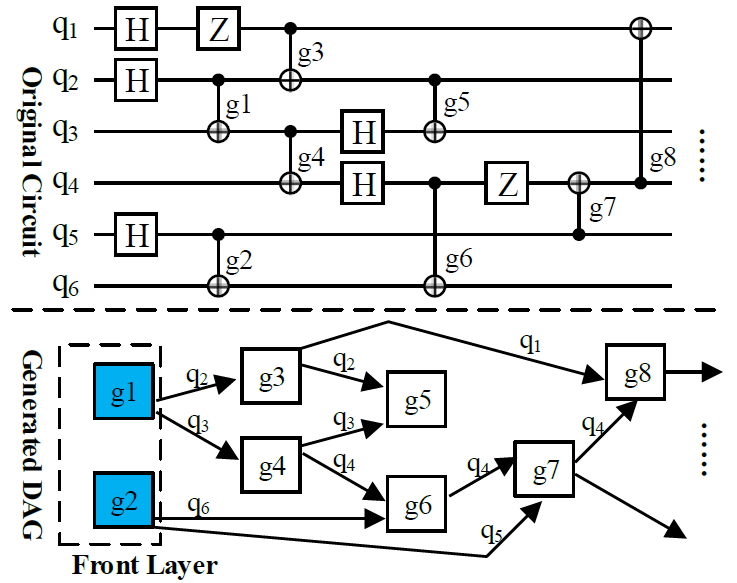 Original Circuit
q1 H Z
g3
q2 H
g1
g5
q3 H
g4
g8
q4 H Z
g7
q5 H
g2
g6
q6
......
Generated DAG
g1
q2
g3
q2
q1
g8
g5
q3
g4
q3
q4
q4
g2
q6
g6
q4
g7
q5
......
Front Layer